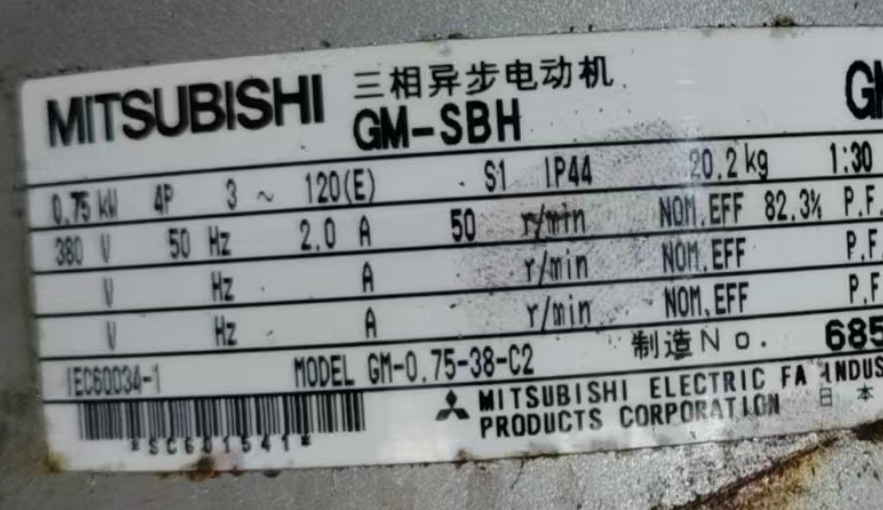 MITSUBISHI 三相异步电动机
GM-SBH
0.75 kW 4P 3 ~ 120(E) S1 IP44 20.2kg 1:30
380 V 50 Hz 2.0 A 50 r/min NOM.EFF 82.3% P.F.
V Hz A r/min NOM.EFF P.F.
V Hz A r/min NOM.EFF P.F.
IEC60034-1 MODEL GM-0.75-38-C2 制造No. 685
*SC601541* MITSUBISHI ELECTRIC FA INDUS
PRODUCTS CORPORATION 日本